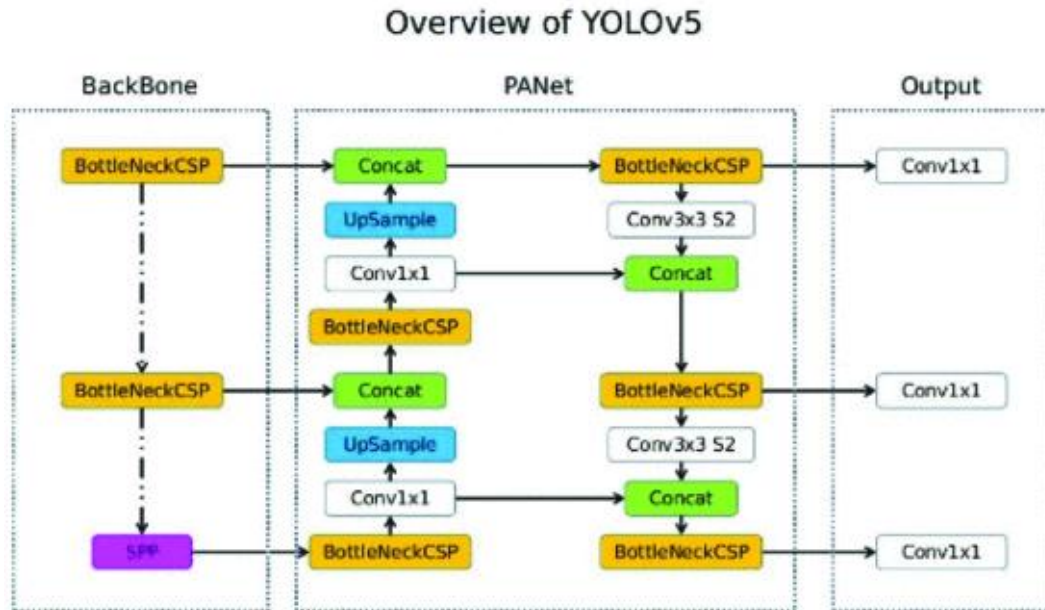 Overview of YOLOv5
BackBone
PANet
Output
BottleNeckCSP
Concat
BottleNeckCSP
Conv1x1
UpSample
Conv3x3 S2
Conv1x1
Concat
BottleNeckCSP
BottleNeckCSP
Concat
BottleNeckCSP
Conv1x1
UpSample
Conv3x3 S2
Conv1x1
Concat
SPP
BottleNeckCSP
BottleNeckCSP
Conv1x1